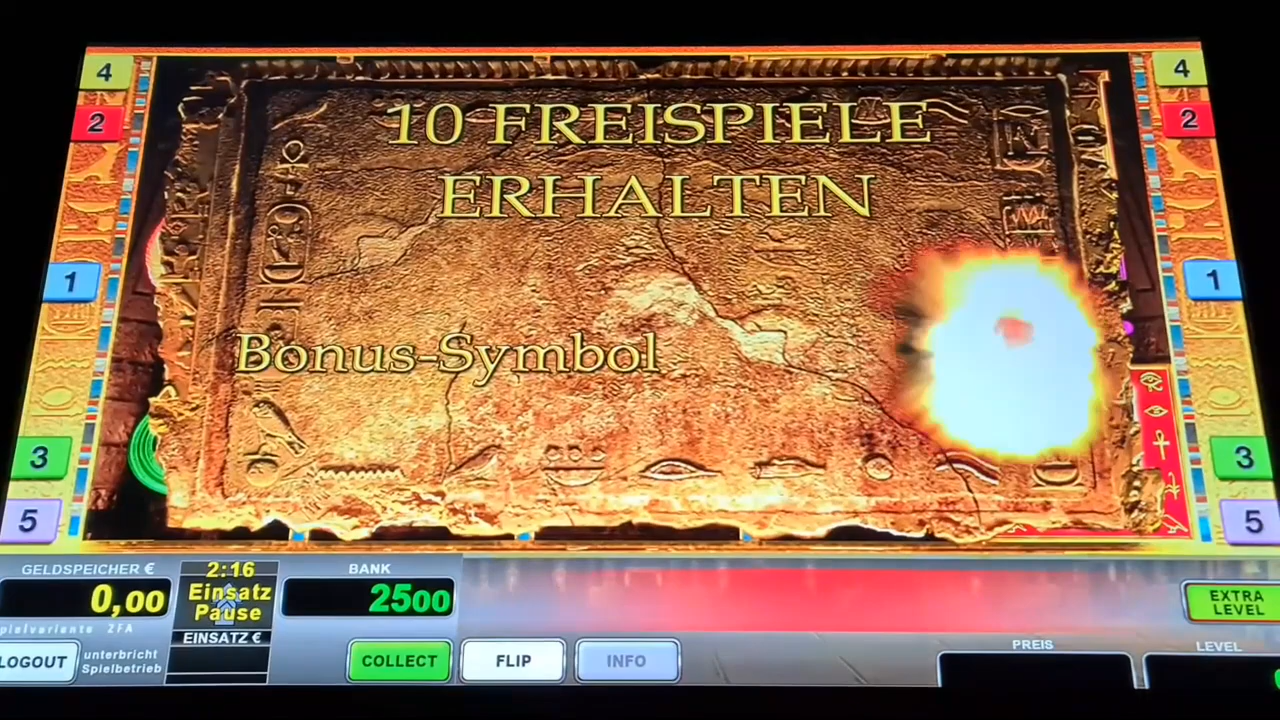 4
4
2
2
10 FREISPIELE
ERHALTEN
1
1
Bonus-Symbol
3
3
5
5
GELDSPEICHER €
0,00
2:16
Einsatz
Pause
BANK
2500
EXTRA
LEVEL
EINSATZ €
LOGOUT
unterbricht
Spielbetrieb
COLLECT
FLIP
INFO
PREIS
LEVEL